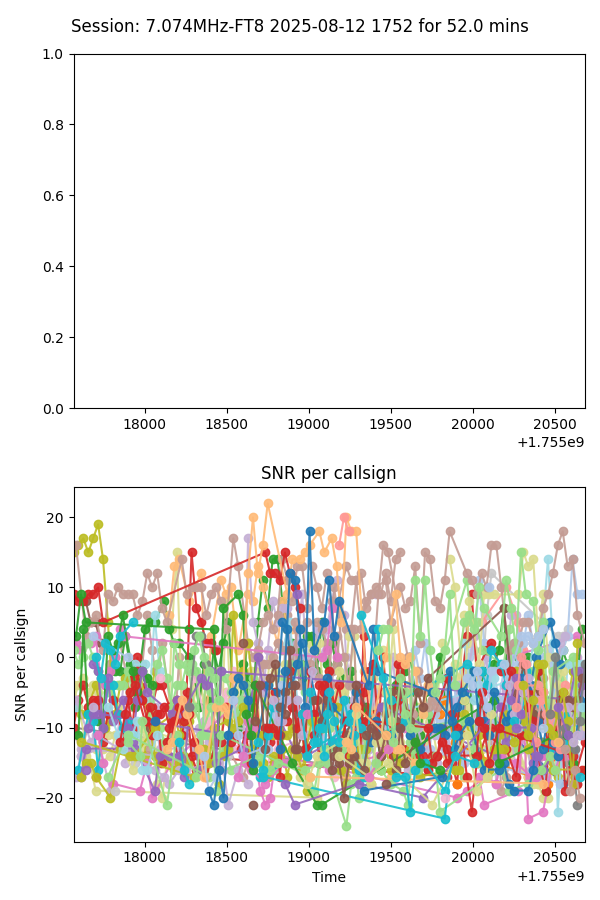 Session: 7.074MHz-FT8 2025-08-12 1752 for 52.0 mins
1.0
0.8
0.6
0.4
0.2
0.0
18000 18500 19000 19500 20000 20500
+1.755e9
SNR per callsign
20
10
0
−10
−20
SNR per callsign
18000 18500 19000 19500 20000 20500
Time +1.755e9